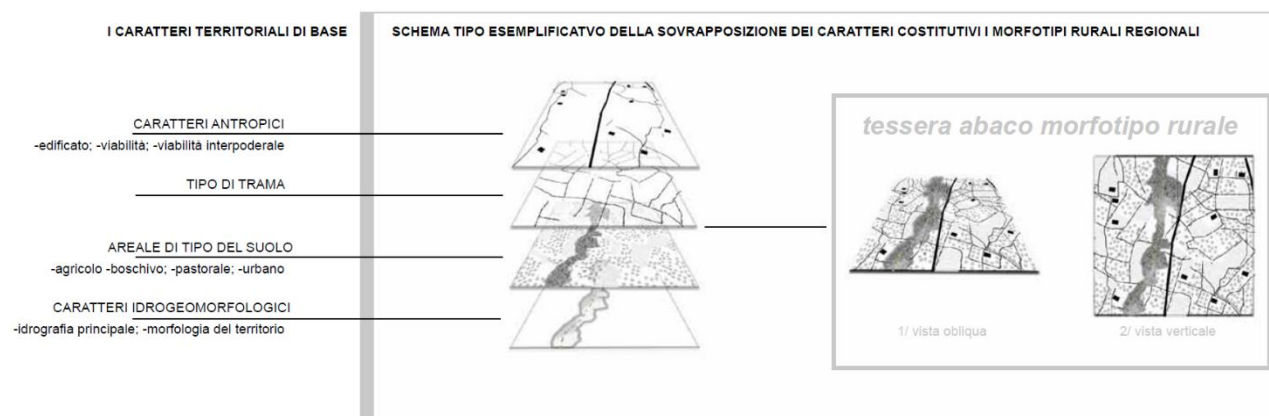 I CARATTERI TERRITORIALI DI BASE
SCHEMA TIPO ESEMPLIFICATVO DELLA SOVRAPPOSIZIONE DEI CARATTERI COSTITUTIVI I MORFOTIPI RURALI REGIONALI
CARATTERI ANTROPICI
-edificato; -viabilità; -viabilità interpoderale
TIPO DI TRAMA
AREALE DI TIPO DEL SUOLO
-agricolo -boschivo; -pastorale; -urbano
CARATTERI IDROGEOMORFOLOGICI
-idrografia principale; -morfologia del territorio
tessera abaco morfotipo rurale
1/ vista obliqua
2/ vista verticale